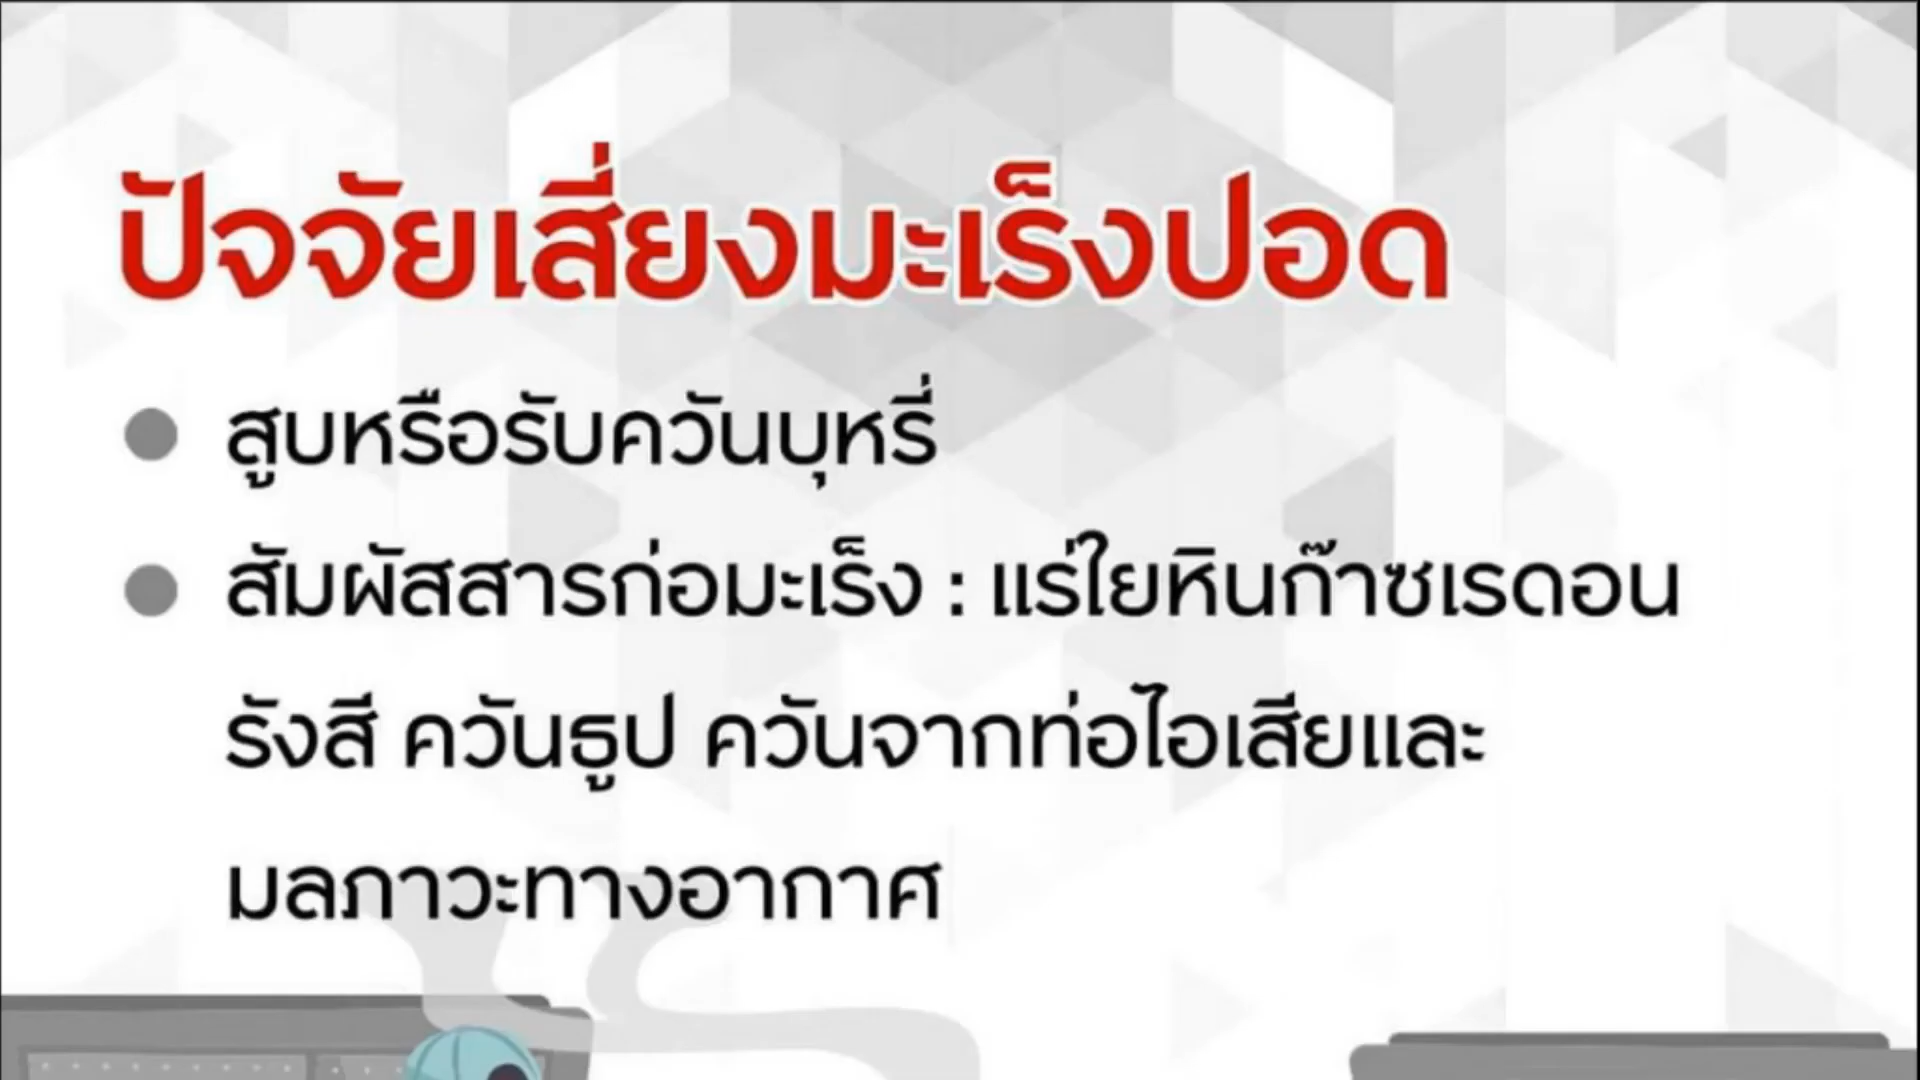 ปัจจัยเสี่ยงมะเร็งปอด
สูบหรือรับควันบุหรี่
สัมผัสสารก่อมะเร็ง : แร่ใยหินก๊าซเรดอน
รังสี ควันธูป ควันจากท่อไอเสียและ
มลภาวะทางอากาศ